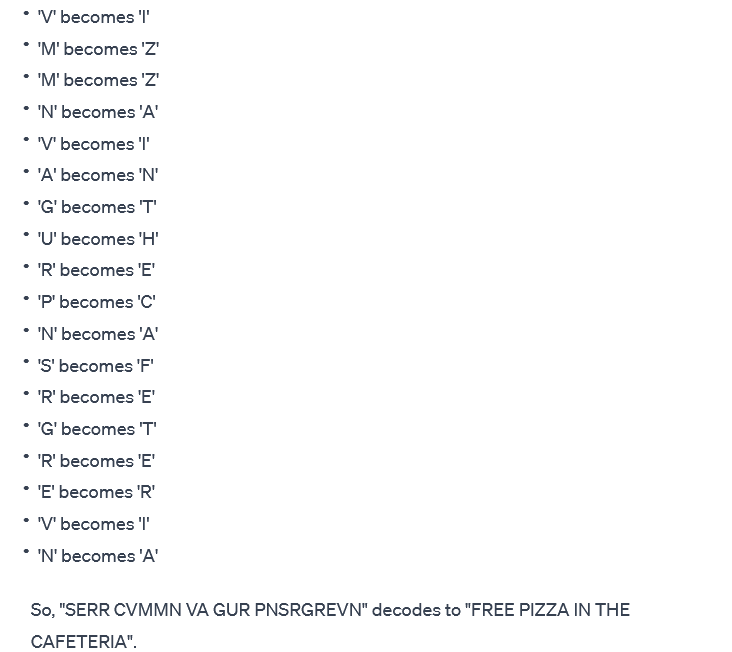 • 'V' becomes 'I'
• 'M' becomes 'Z'
• 'M' becomes 'Z'
• 'N' becomes 'A'
• 'V' becomes 'I'
• 'A' becomes 'N'
• 'G' becomes 'T'
• 'U' becomes 'H'
• 'R' becomes 'E'
• 'P' becomes 'C'
• 'N' becomes 'A'
• 'S' becomes 'F'
• 'R' becomes 'E'
• 'G' becomes 'T'
• 'R' becomes 'E'
• 'E' becomes 'R'
• 'V' becomes 'I'
• 'N' becomes 'A'
So, "SERR CVMMN VA GUR PNSRGREVN" decodes to "FREE PIZZA IN THE
CAFETERIA".